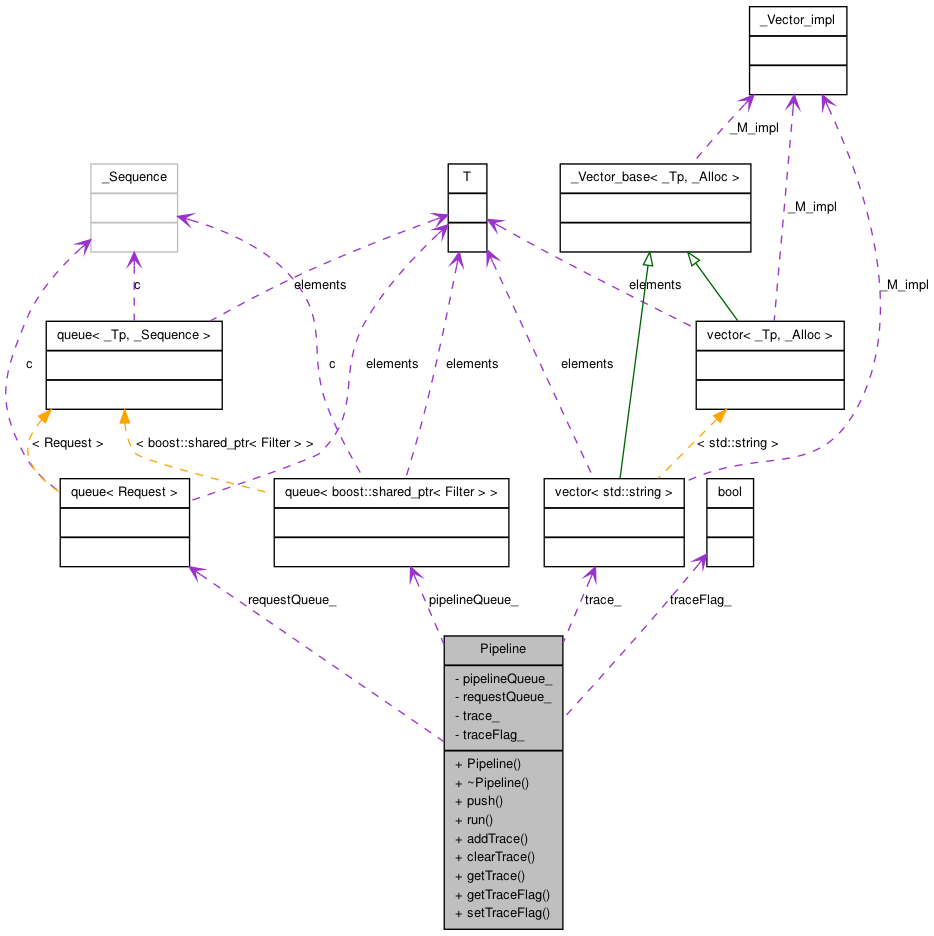 _Vector_impl
_M_impl
_Sequence
T
_Vector_base< _Tp, _Alloc >
_M_impl
c
elements
elements
_M_impl
queue< _Tp, _Sequence >
vector< _Tp, _Alloc >
c
c
elements
elements
elements
< Request >
< boost::shared_ptr< Filter > >
< std::string >
queue< Request >
queue< boost::shared_ptr< Filter > >
vector< std::string >
bool
requestQueue_
pipelineQueue_
trace_
traceFlag_
Pipeline
- pipelineQueue_
- requestQueue_
- trace_
- traceFlag_
+ Pipeline()
+ ~Pipeline()
+ push()
+ run()
+ addTrace()
+ clearTrace()
+ getTrace()
+ getTraceFlag()
+ setTraceFlag()